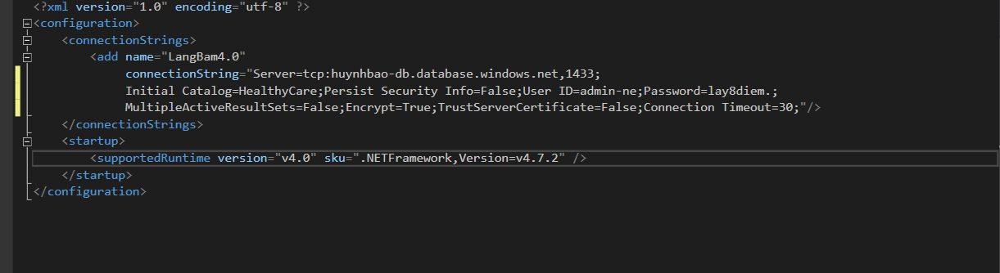 <?xml version="1.0" encoding="utf-8" ?>
<configuration>
<connectionStrings>
<add name="LangBam4.0"
connectionString="Server=tcp:huynhbao-db.database.windows.net,1433;
Initial Catalog=HealthyCare;Persist Security Info=False;User ID=admin-ne;Password=lay8diem.;
MultipleActiveResultSets=False;Encrypt=True;TrustServerCertificate=False;Connection Timeout=30;"/>
</connectionStrings>
<startup>
<supportedRuntime version="v4.0" sku=".NETFramework,Version=v4.7.2" />
</startup>
</configuration>